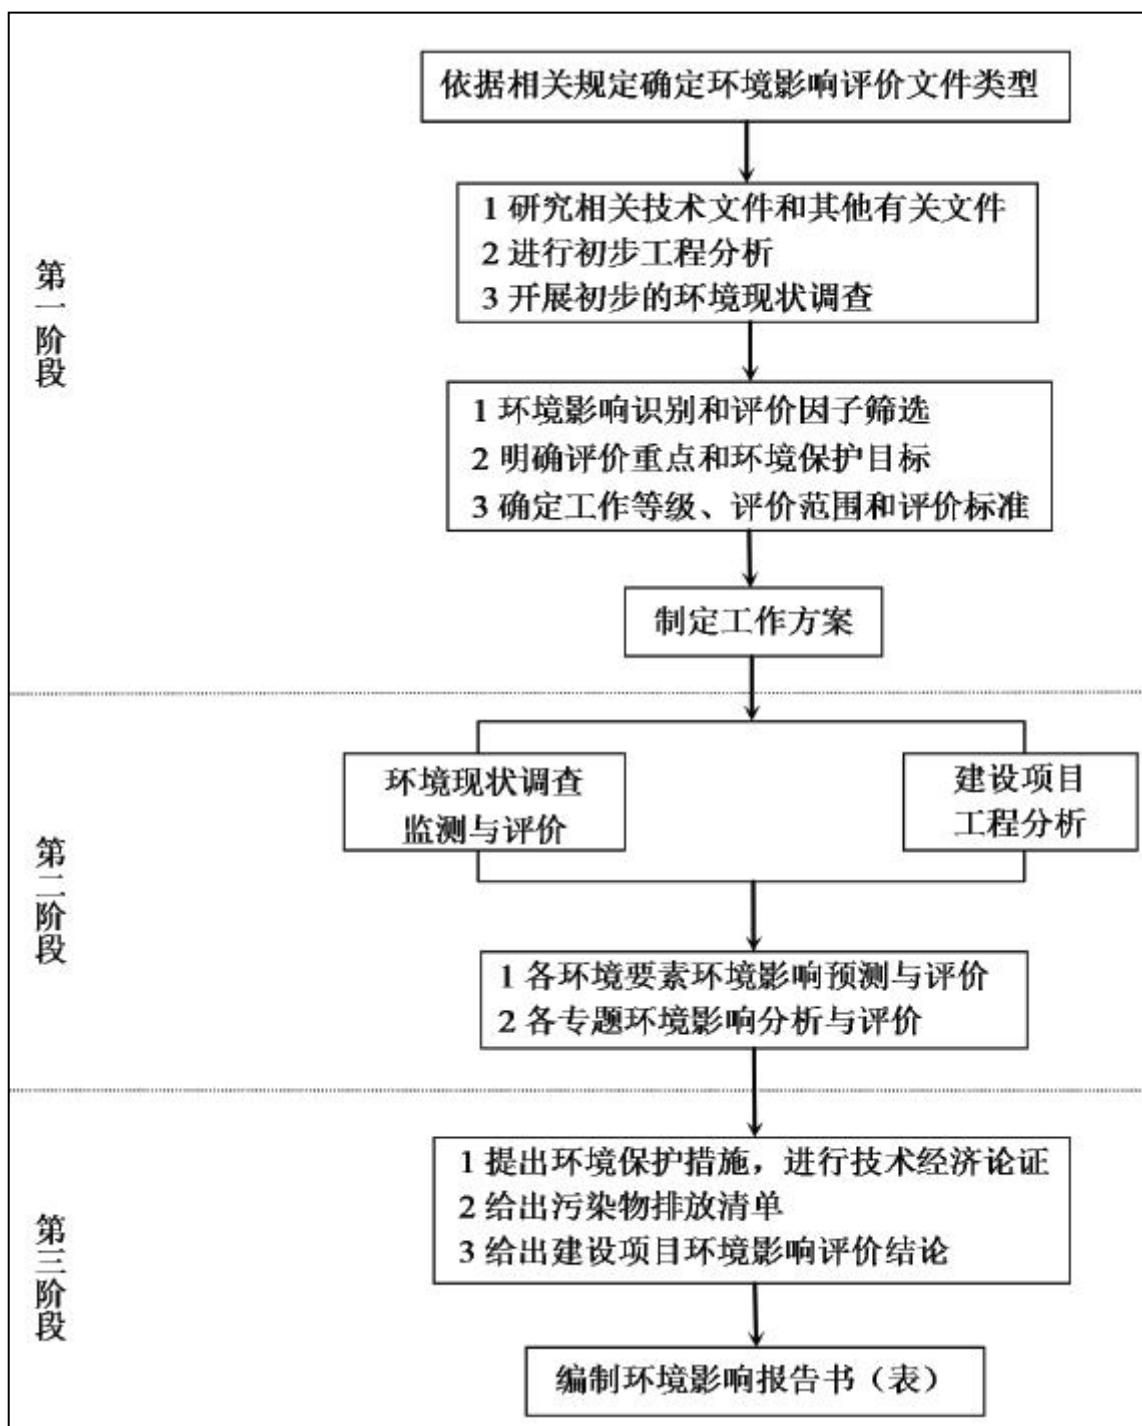 依据相关规定确定环境影响评价文件类型
1 研究相关技术文件和其他有关文件
2 进行初步工程分析
3 开展初步的环境现状调查
第一阶段
1 环境影响识别和评价因子筛选
2 明确评价重点和环境保护目标
3 确定工作等级、评价范围和评价标准
制定工作方案
环境现状调查
监测与评价
建设项目
工程分析
第二阶段
1 各环境要素环境影响预测与评价
2 各专题环境影响分析与评价
1 提出环境保护措施，进行技术经济论证
2 给出污染物排放清单
3 给出建设项目环境影响评价结论
第三阶段
编制环境影响报告书（表）